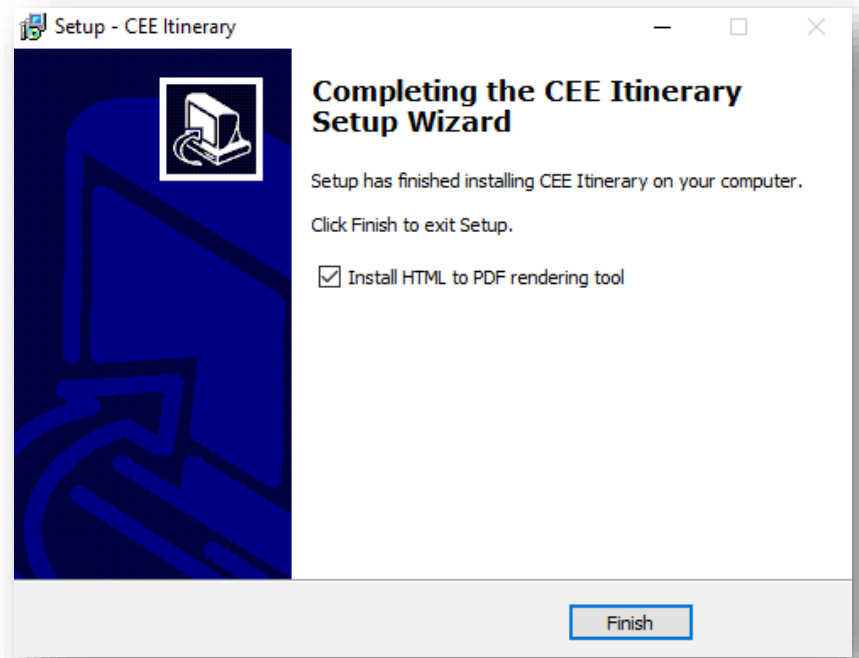 Setup - CEE Itinerary
Completing the CEE Itinerary
Setup Wizard
Setup has finished installing CEE Itinerary on your computer.
Click Finish to exit Setup.
Install HTML to PDF rendering tool
Finish